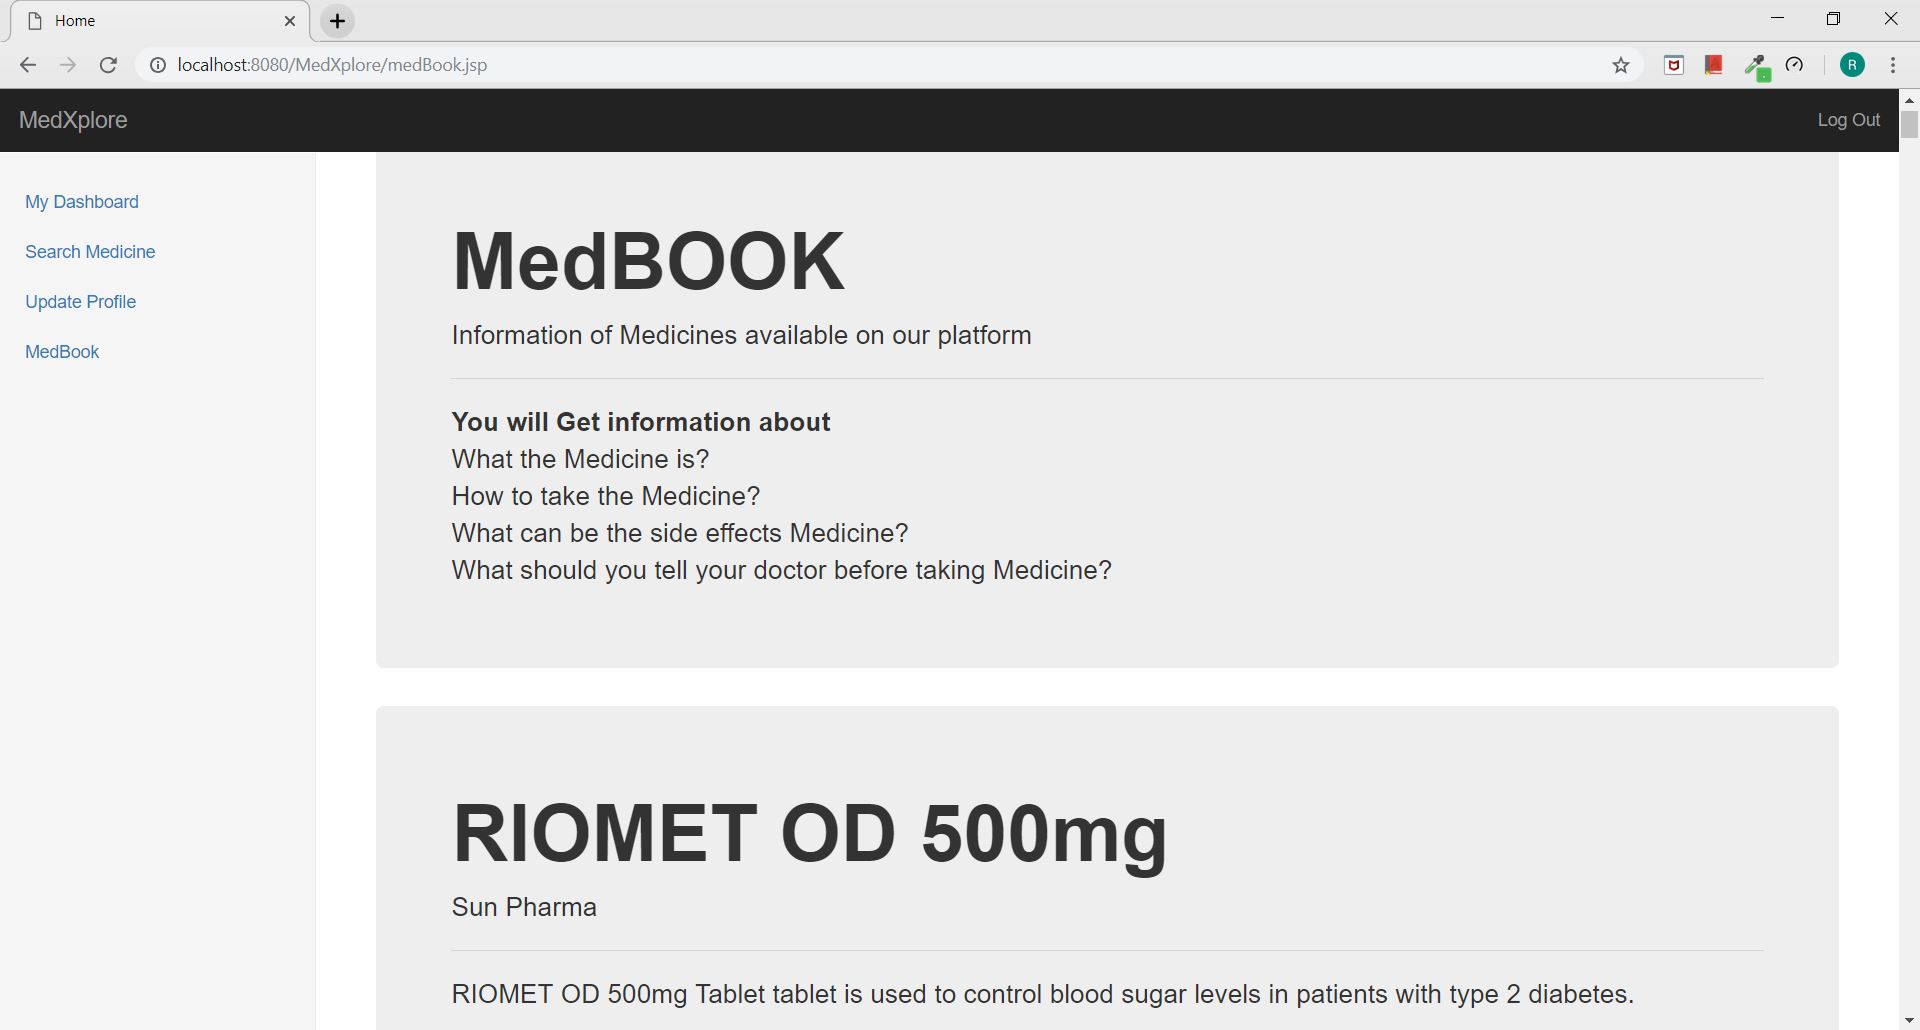 Home
localhost:8080/MedXplore/medBook.jsp
R
MedXplore
Log Out
My Dashboard
Search Medicine
Update Profile
MedBook
MedBOOK
Information of Medicines available on our platform
You will Get information about
What the Medicine is?
How to take the Medicine?
What can be the side effects Medicine?
What should you tell your doctor before taking Medicine?
RIOMET OD 500mg
Sun Pharma
RIOMET OD 500mg Tablet tablet is used to control blood sugar levels in patients with type 2 diabetes.